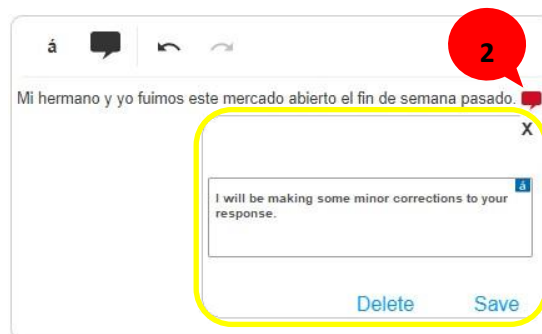 á
2
Mi hermano y yo fuimos este mercado abierto el fin de semana pasado.
X
á
I will be making some minor corrections to your
response.
Delete Save